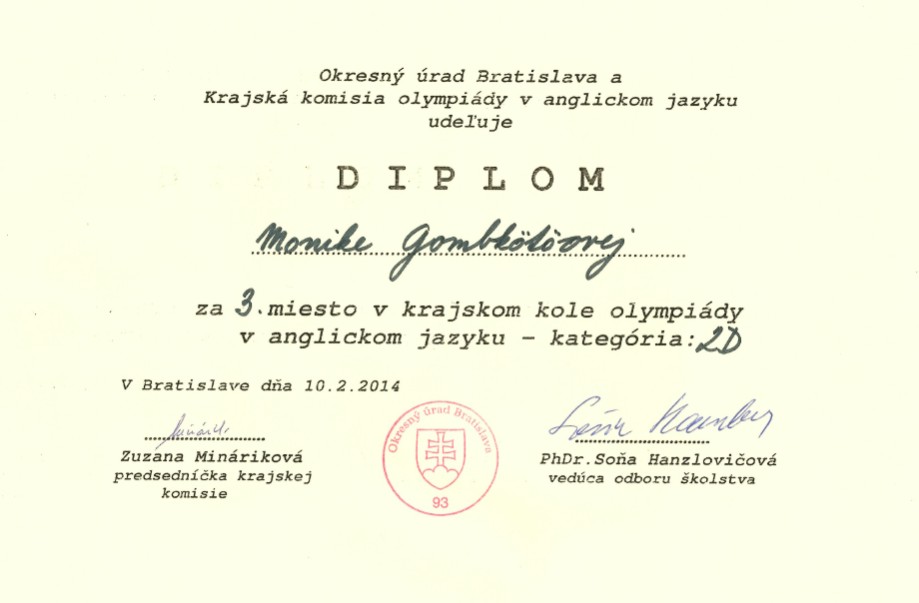 Okresný úrad Bratislava a
Krajská komisia olympiády v anglickom jazyku
udeľuje
DIPLOM
Monike Gombkötöovej
za 3. miesto v krajskom kole olympiády
v anglickom jazyku – kategória: 2D
V Bratislave dňa 10.2.2014
Okresný úrad Bratislava
93
Zuzana Mináriková
predsedníčka krajskej
komisie
PhDr.Soňa Hanzlovičová
vedúca odboru školstva